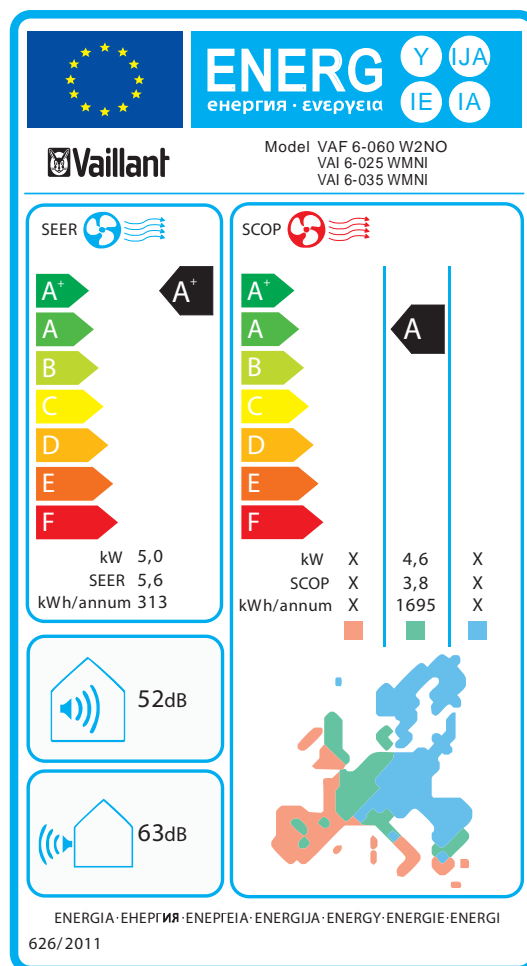 ENERG
енергия · ενεργεια
Y
IJA
IE
IA
Vaillant
Model VAF 6-060 W2NO
VAI 6-025 WMNI
VAI 6-035 WMNI
SEER
A+
A
B
C
D
E
F
A+
kW 5,0
SEER 5,6
kWh/annum 313
SCOP
A+
A
B
C
D
E
F
A
kW X 4,6 X
SCOP X 3,8 X
kWh/annum X 1695 X
52dB
63dB
ENERGIA·ЕНЕРГИЯ·ΕΝΕΡΓΕΙΑ·ENERGIJA·ENERGY·ENERGIE·ENERGI
626/2011